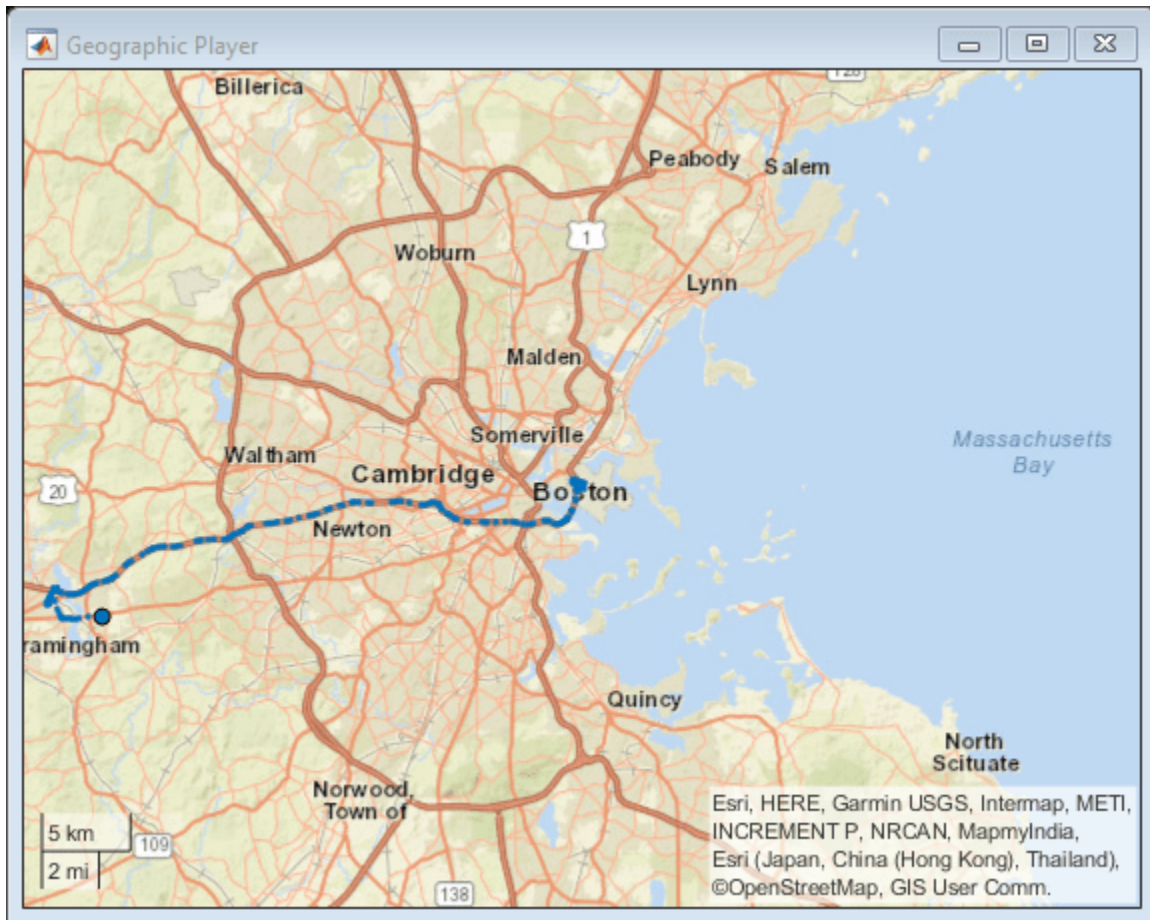 Geographic Player
128
Billerica
Peabody
Salem
1
Woburn
Lynn
Malden
Somerville
Waltham
Cambridge
Massachusetts
Bay
20
Boston
Newton
ramingham
Quincy
North
Scituate
Norwood,
Town of
5 km
109
2 mi
138
Esri, HERE, Garmin USGS, Intermap, METI,
INCREMENT P, NRCAN, MapmyIndia,
Esri (Japan, China (Hong Kong), Thailand),
©OpenStreetMap, GIS User Comm.